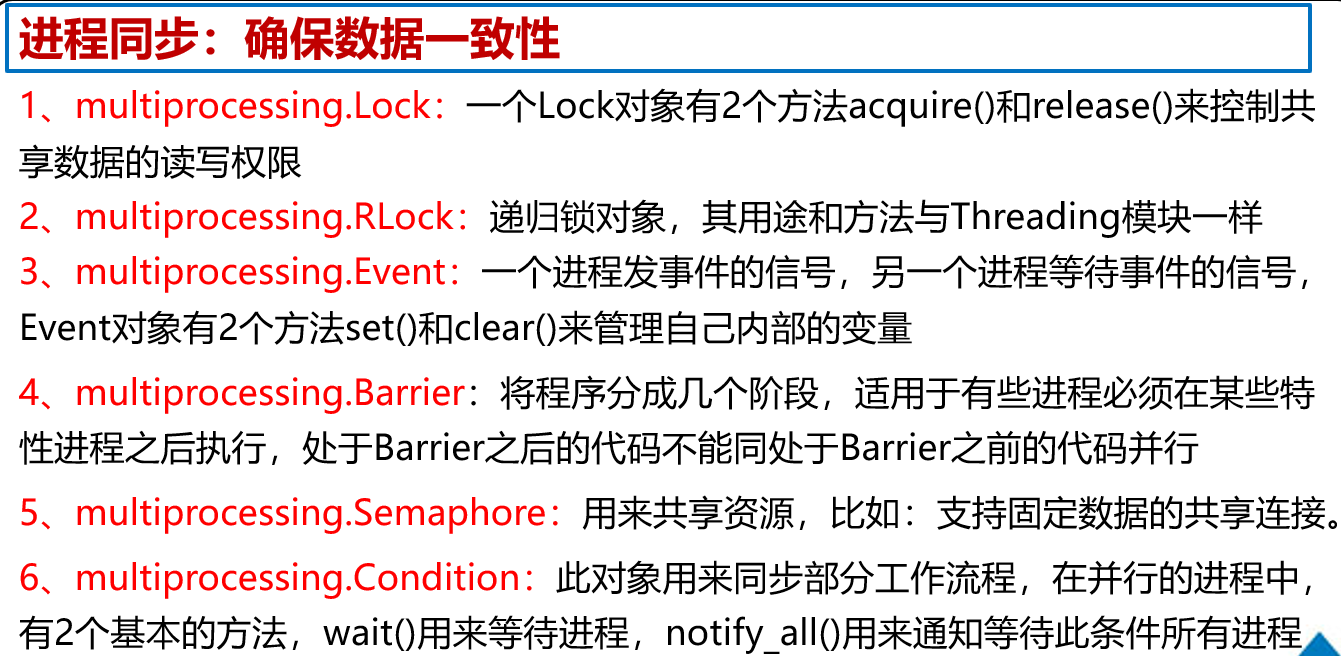 进程同步：确保数据一致性
1、multiprocessing.Lock：一个Lock对象有2个方法acquire()和release()来控制共
享数据的读写权限
2、multiprocessing.RLock：递归锁对象，其用途和方法与Threading模块一样
3、multiprocessing.Event：一个进程发事件的信号，另一个进程等待事件的信号，
Event对象有2个方法set()和clear()来管理自己内部的变量
4、multiprocessing.Barrier：将程序分成几个阶段，适用于有些进程必须在某些特
性进程之后执行，处于Barrier之后的代码不能同处于Barrier之前的代码并行
5、multiprocessing.Semaphore：用来共享资源，比如：支持固定数据的共享连接。
6、multiprocessing.Condition：此对象用来同步部分工作流程，在并行的进程中，
有2个基本的方法，wait()用来等待进程，notify_all()用来通知等待此条件所有进程